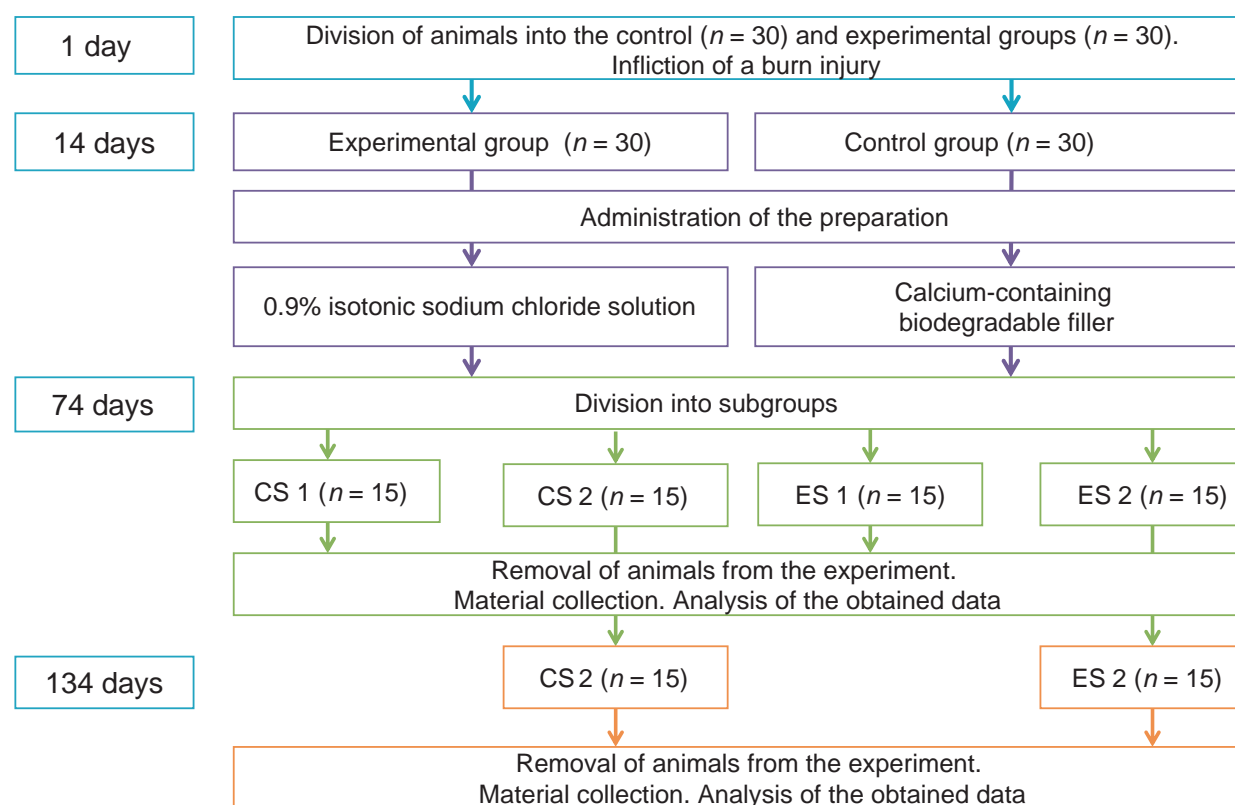 1 day
Division of animals into the control (n = 30) and experimental groups (n = 30).
Infliction of a burn injury
14 days
Experimental group (n = 30)
Control group (n = 30)
Administration of the preparation
0.9% isotonic sodium chloride solution
Calcium-containing
biodegradable filler
74 days
Division into subgroups
CS 1 (n = 15)
CS 2 (n = 15)
ES 1 (n = 15)
ES 2 (n = 15)
Removal of animals from the experiment.
Material collection. Analysis of the obtained data
134 days
CS 2 (n = 15)
ES 2 (n = 15)
Removal of animals from the experiment.
Material collection. Analysis of the obtained data